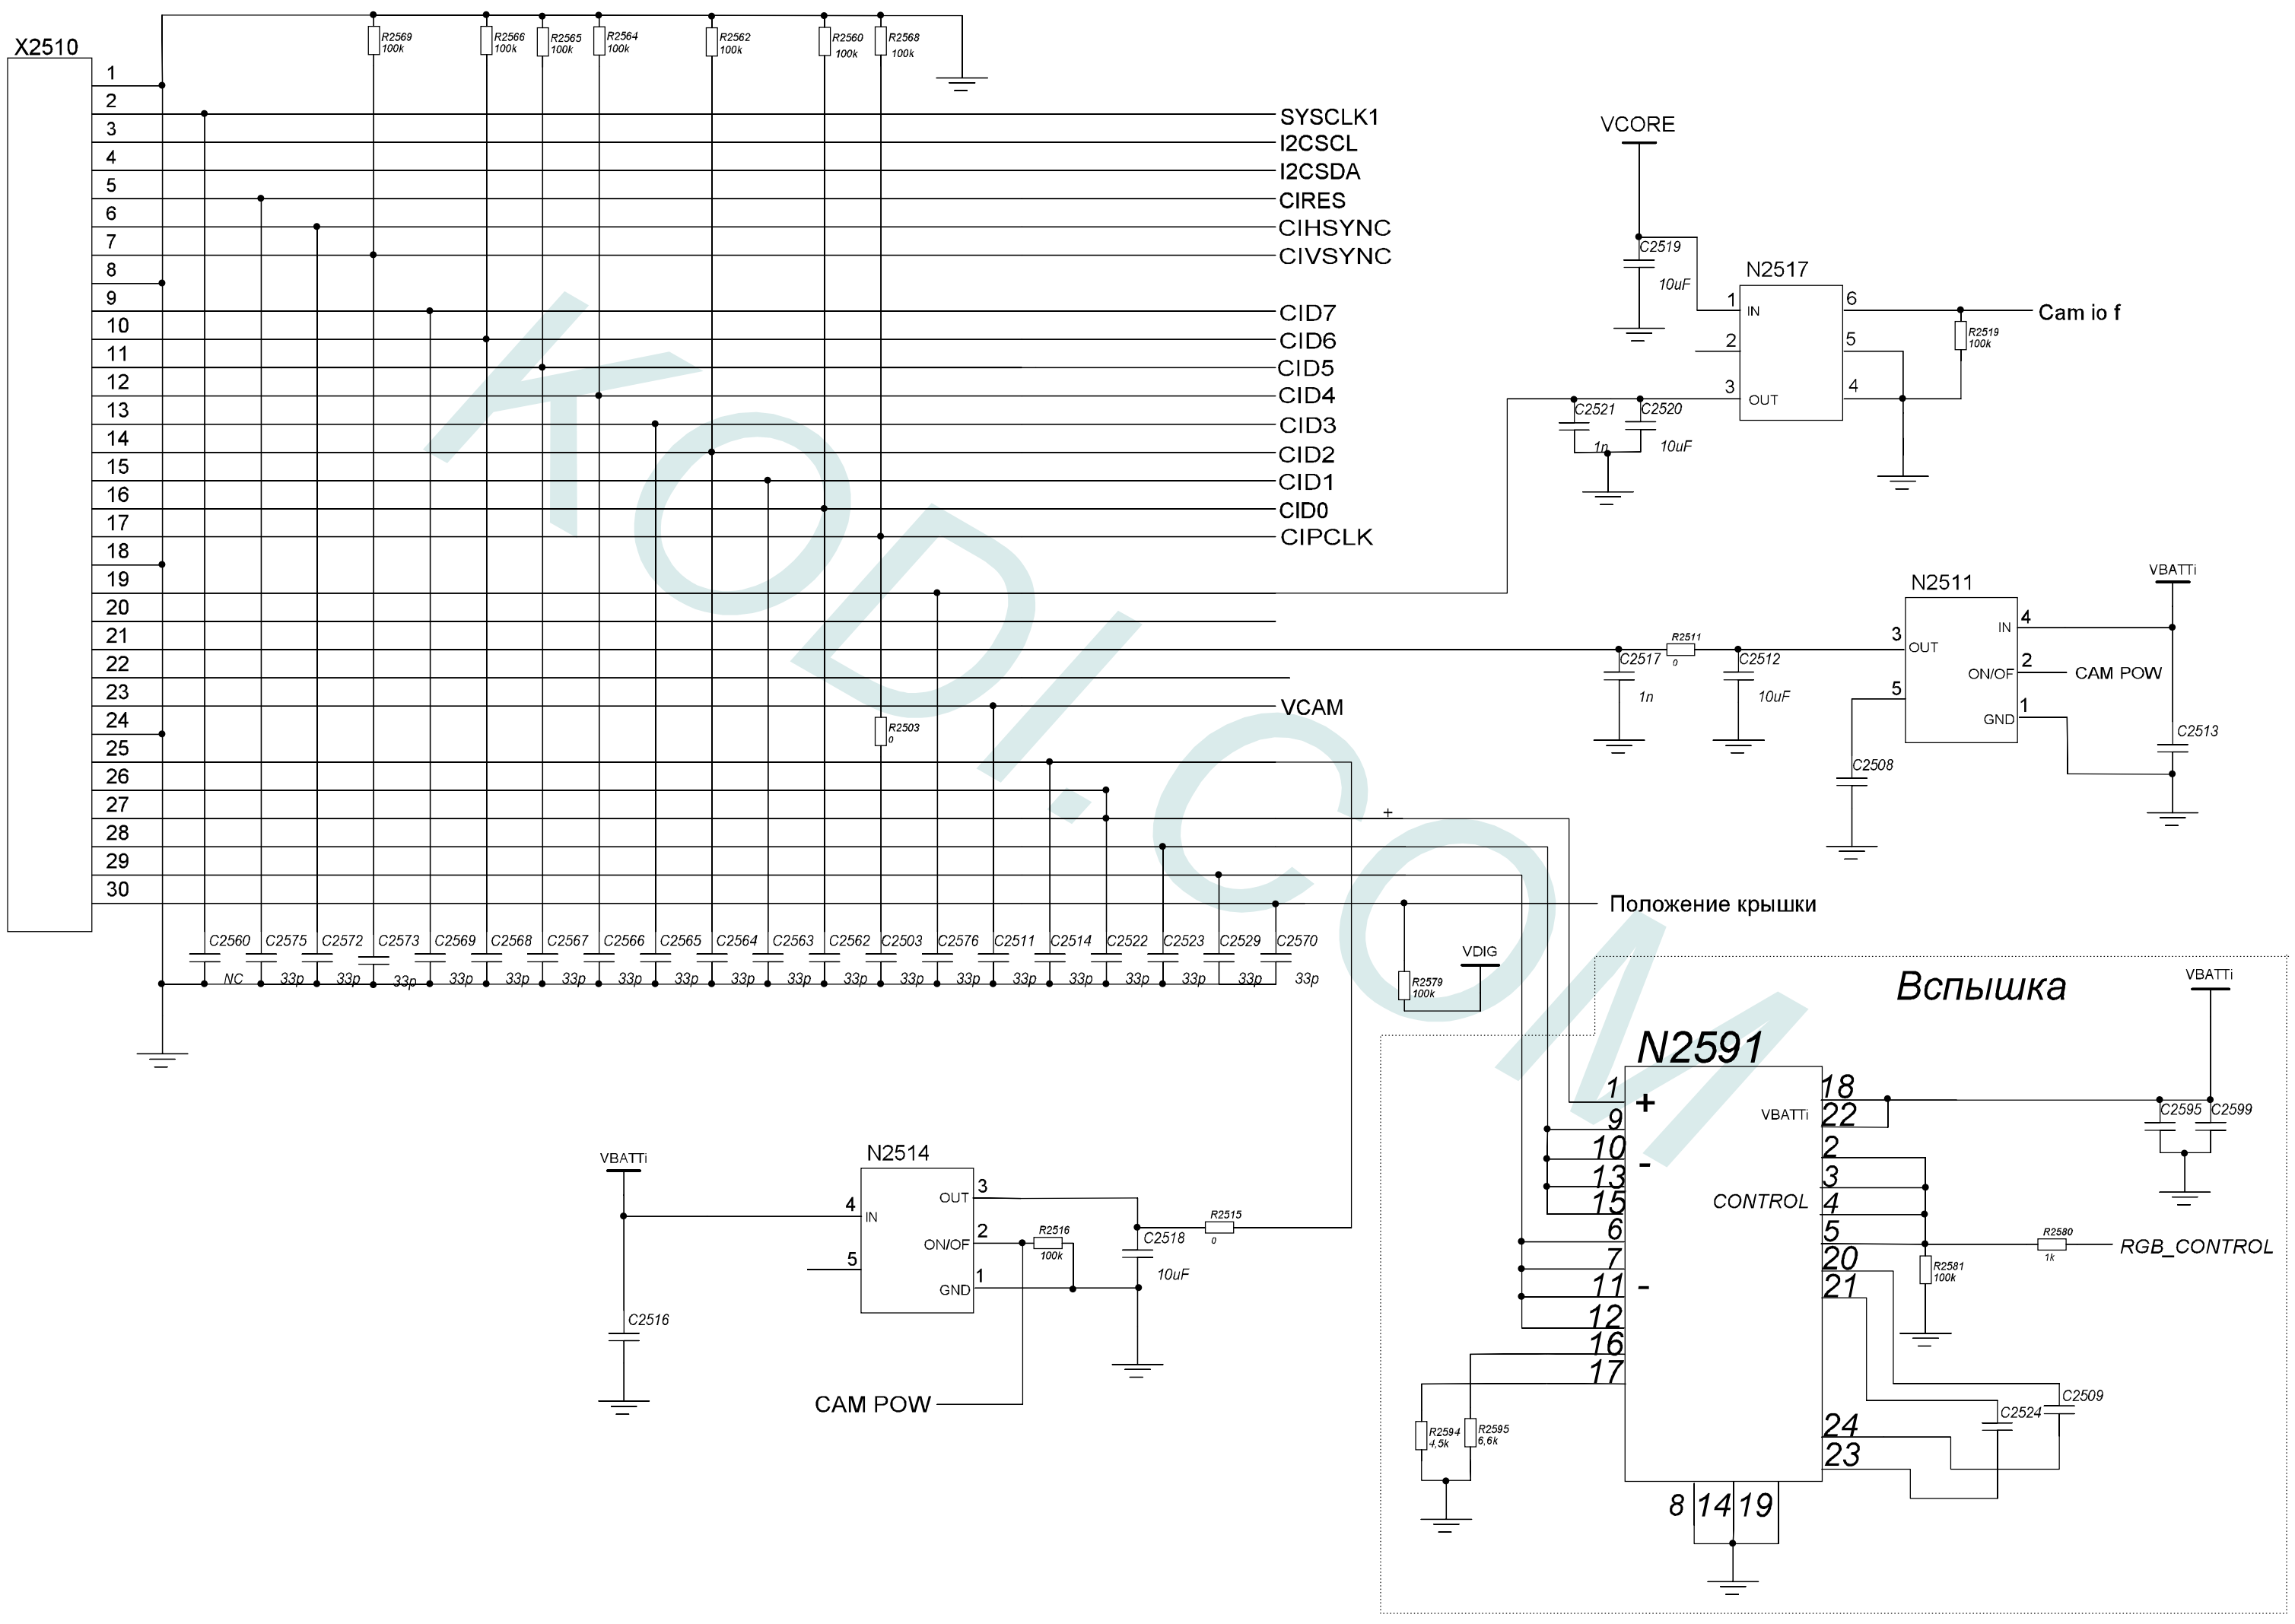 X2510
R2569
100k
R2566
100k
R2565
100k
R2564
100k
R2562
100k
R2560
100k
R2568
100k
1
2
3
4
5
6
7
8
9
10
11
12
13
14
15
16
17
18
19
20
21
22
23
24
25
26
27
28
29
30
SYSCLK1
I2CSCL
I2CSDA
CIRES
CIHSYNC
CIVSYNC
CID7
CID6
CID5
CID4
CID3
CID2
CID1
CID0
CIPCLK
VCAM
R2503
0
+
Положение крышки
C2560
NC
C2575
33p
C2572
33p
C2573
33p
C2569
33p
C2568
33p
C2567
33p
C2566
33p
C2565
33p
C2564
33p
C2563
33p
C2562
33p
C2503
33p
C2576
33p
C2511
33p
C2514
33p
C2522
33p
C2523
33p
C2529
33p
C2570
33p
R2579
100k
VDIG
VCORE
C2519
10uF
N2517
1
IN
2
3
OUT
6
5
4
Cam io f
R2519
100k
C2521
1n
C2520
10uF
N2511
VBATTi
3
OUT
5
IN
4
ON/OF
2
CAM POW
GND
1
C2513
C2508
C2517
1n
R2511
0
C2512
10uF
VBATTi
N2514
4
IN
5
OUT
3
ON/OF
2
GND
1
R2516
100k
C2518
10uF
R2515
0
C2516
CAM POW
Вспышка
VBATTi
N2591
1
+
9
10
-
13
15
6
7
11
-
12
16
17
18
VBATTi
22
2
3
CONTROL
4
5
20
21
24
23
8
14
19
C2595
C2599
R2580
1k
RGB_CONTROL
R2581
100k
C2509
C2524
R2594
4,5k
R2595
6,6k
KODI.COM